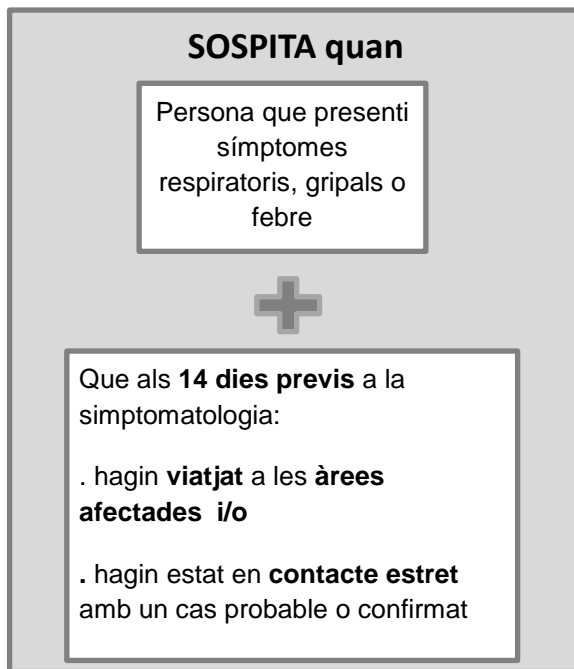 SOSPITA quan
Persona que presenti
símptomes
respiratoris, gripals o
febre
Que als 14 dies previs a la
simptomatologia:
. hagin viatjat a les àrees
afectades i/o
. hagin estat en contacte estret
amb un cas probable o confirmat